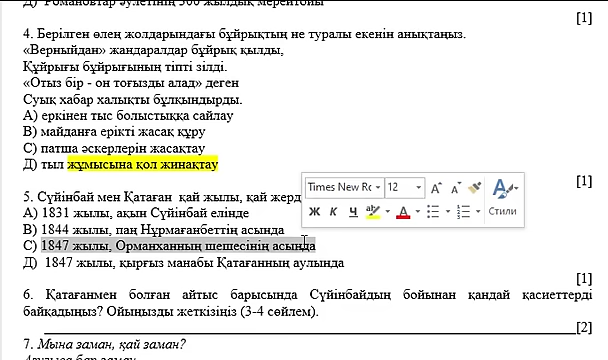 Д) Романовтар әулетінің 300 жылдық мерейтойы
[1]
4. Берілген өлең жолдарындағы бұйрықтың не туралы екенін анықтаңыз.
«Верныйдан» жандаралдар бұйрық қылды,
Құйрығы бұйрығының тіпті зілді.
«Отыз бір - он тоғызды алад» деген
Суық хабар халықты бұлқындырды.
А) еркінен тыс болыстыққа сайлау
В) майданға ерікті жасақ құру
С) патша әскерлерін жасақтау
Д) тыл жұмысына қол жинақтау
[1]
Times New Ro 12 А А А
Ж К Ч ab А Стили
5. Сүйінбай мен Қатаған қай жылы, қай жерд
А) 1831 жылы, ақын Сүйінбай елінде
В) 1844 жылы, паң Нұрмағанбеттің асында
С) 1847 жылы, Орманханның шешесінің асында
Д) 1847 жылы, қырғыз манабы Қатағанның аулында
[1]
6. Қатағанмен болған айтыс барысында Сүйінбайдың бойынан қандай қасиеттерді
байқадыңыз? Ойыңызды жеткізіңіз (3-4 сөйлем).
[2]
7. Мына заман, қай заман?